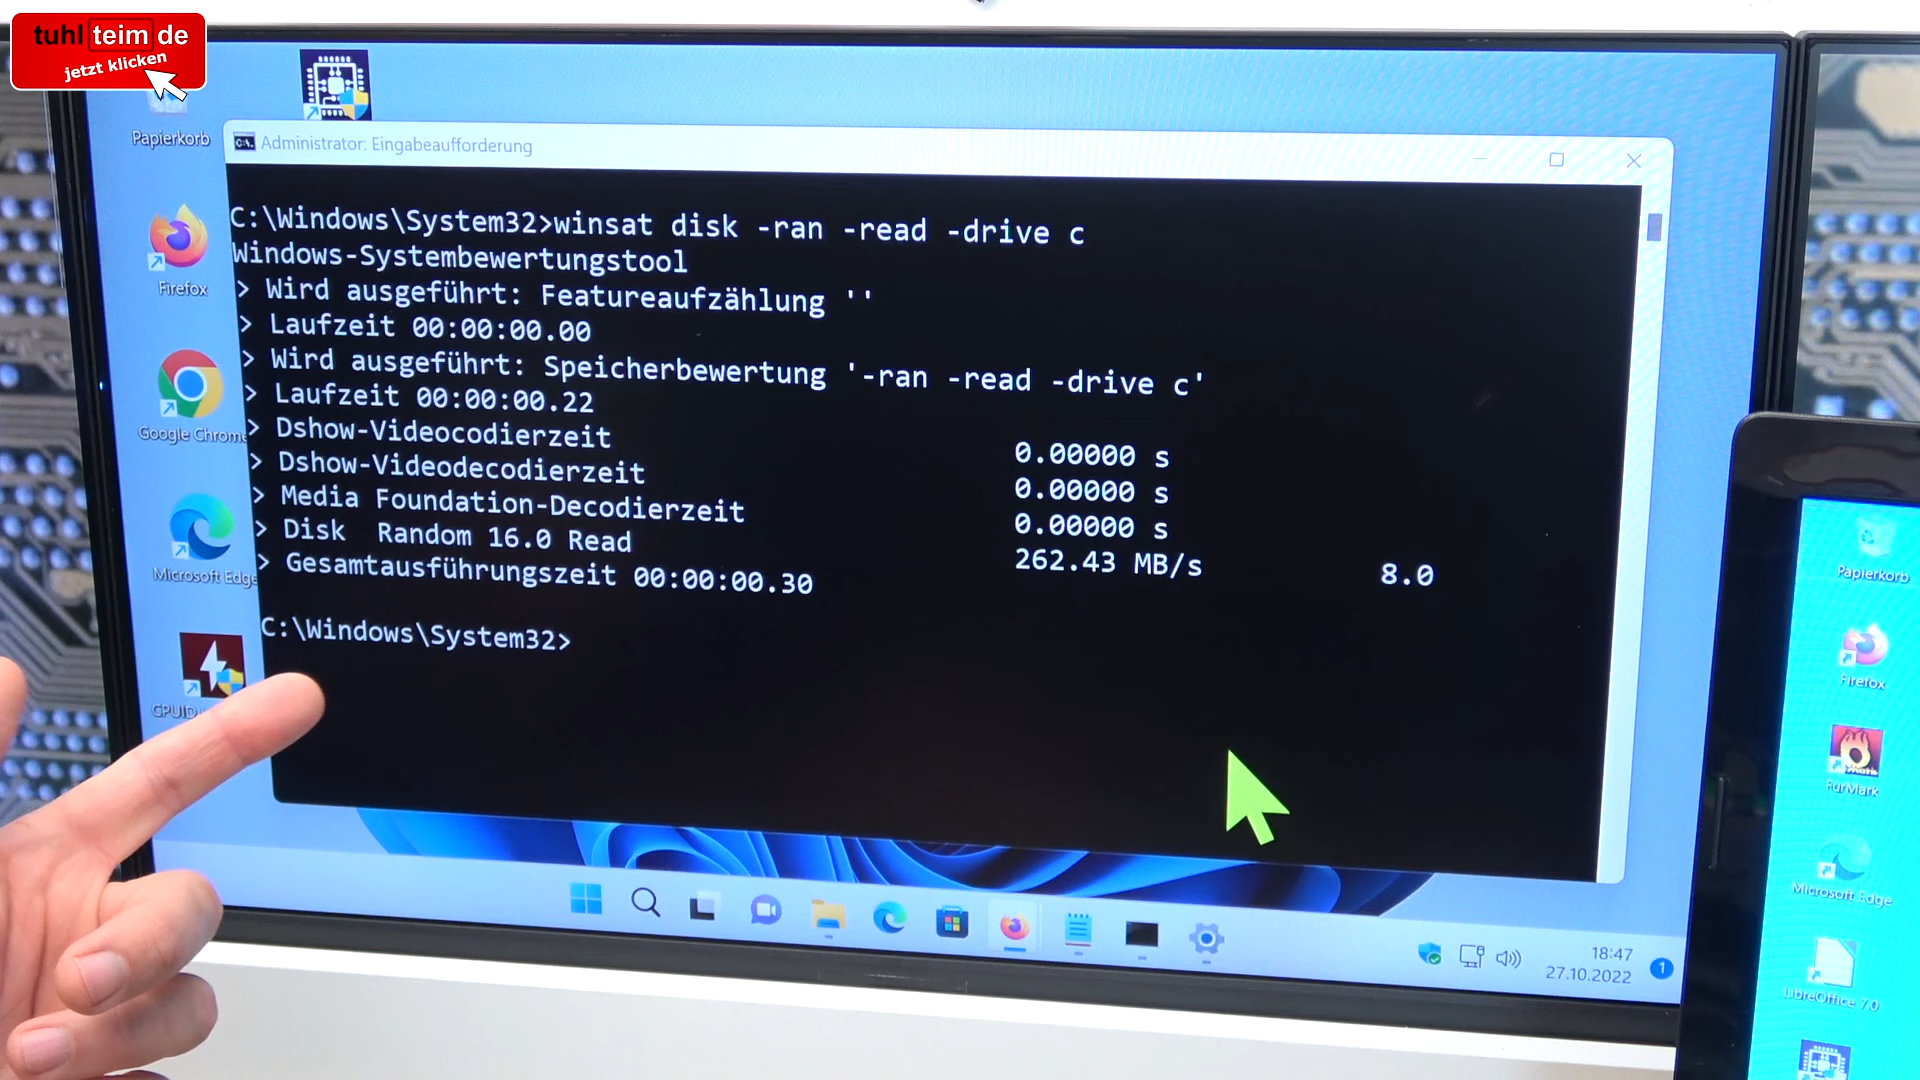 tuhl teim de
jetzt klicken
Papierkorb
Administrator: Eingabeaufforderung
C:\Windows\System32>winsat disk -ran -read -drive c
Windows-Systembewertungstool
> Wird ausgeführt: Featureaufzählung ''
> Laufzeit 00:00:00.00
> Wird ausgeführt: Speicherbewertung '-ran -read -drive c'
> Laufzeit 00:00:00.22
> Dshow-Videocodierzeit 0.00000 s
> Dshow-Videodecodierzeit 0.00000 s
> Media Foundation-Decodierzeit 0.00000 s
> Disk  Random 16.0 Read 262.43 MB/s 8.0
> Gesamtausführungszeit 00:00:00.30
C:\Windows\System32>
Firefox
Google Chrome
Microsoft Edge
CPUID
18:47
27.10.2022
1
Papierkorb
Firefox
FurMark
Microsoft Edge
LibreOffice 7.0